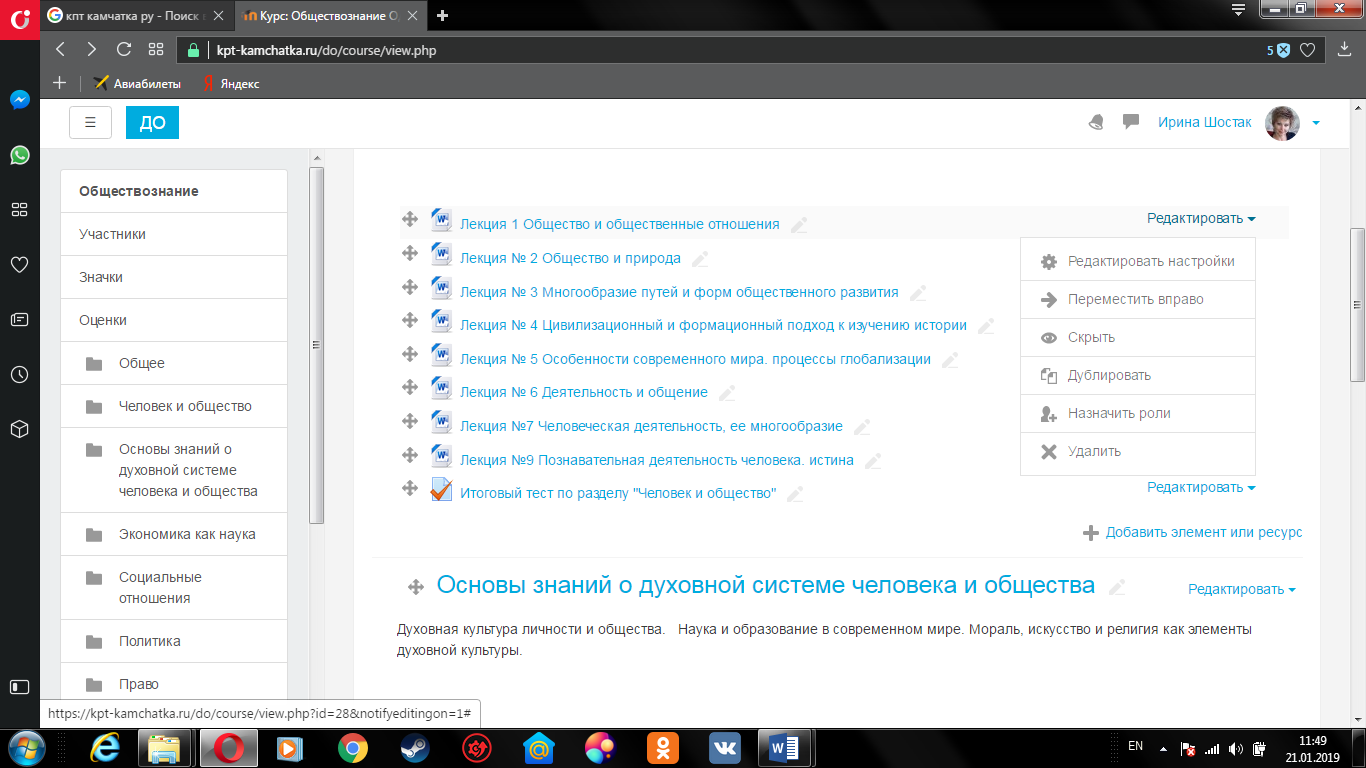 кпт камчатка ру - Поиск
Курс: Обществознание О
kpt-kamchatka.ru/do/course/view.php
5
Авиабилеты
Яндекс
ДО
Ирина Шостак
Обществознание
Участники
Значки
Оценки
Общее
Человек и общество
Основы знаний о
духовной системе
человека и общества
Экономика как наука
Социальные
отношения
Политика
Право
Лекция 1 Общество и общественные отношения
Редактировать
Лекция № 2 Общество и природа
Лекция № 3 Многообразие путей и форм общественного развития
Лекция № 4 Цивилизационный и формационный подход к изучению истории
Лекция № 5 Особенности современного мира. процессы глобализации
Лекция № 6 Деятельность и общение
Лекция №7 Человеческая деятельность, ее многообразие
Лекция №9 Познавательная деятельность человека. истина
Итоговый тест по разделу "Человек и общество"
Редактировать настройки
Переместить вправо
Скрыть
Дублировать
Назначить роли
Удалить
Редактировать
Добавить элемент или ресурс
Основы знаний о духовной системе человека и общества
Редактировать
Духовная культура личности и общества. Наука и образование в современном мире. Мораль, искусство и религия как элементы
духовной культуры.
https://kpt-kamchatka.ru/do/course/view.php?id=28&notifyeditingon=1#
EN
11:49
21.01.2019